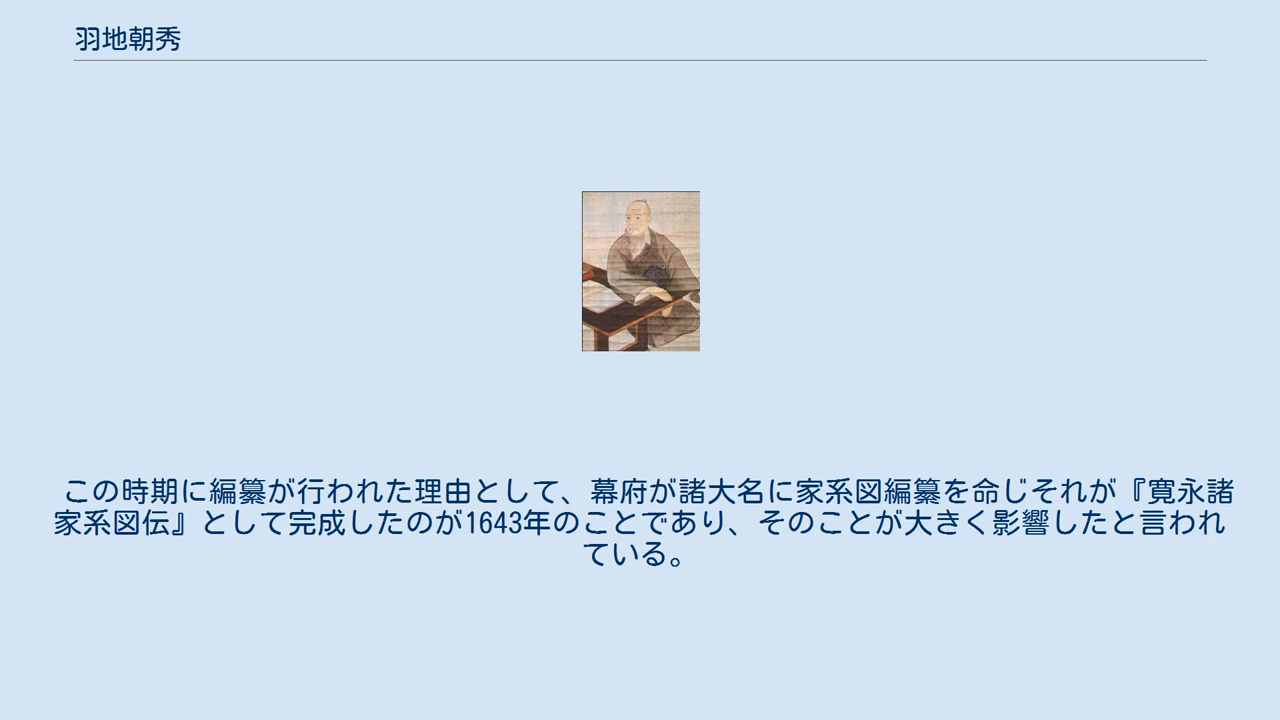 羽地朝秀
この時期に編纂が行われた理由として、幕府が諸大名に家系図編纂を命じそれが『寛永諸
家系図伝』として完成したのが1643年のことであり、そのことが大きく影響したと言われ
ている。